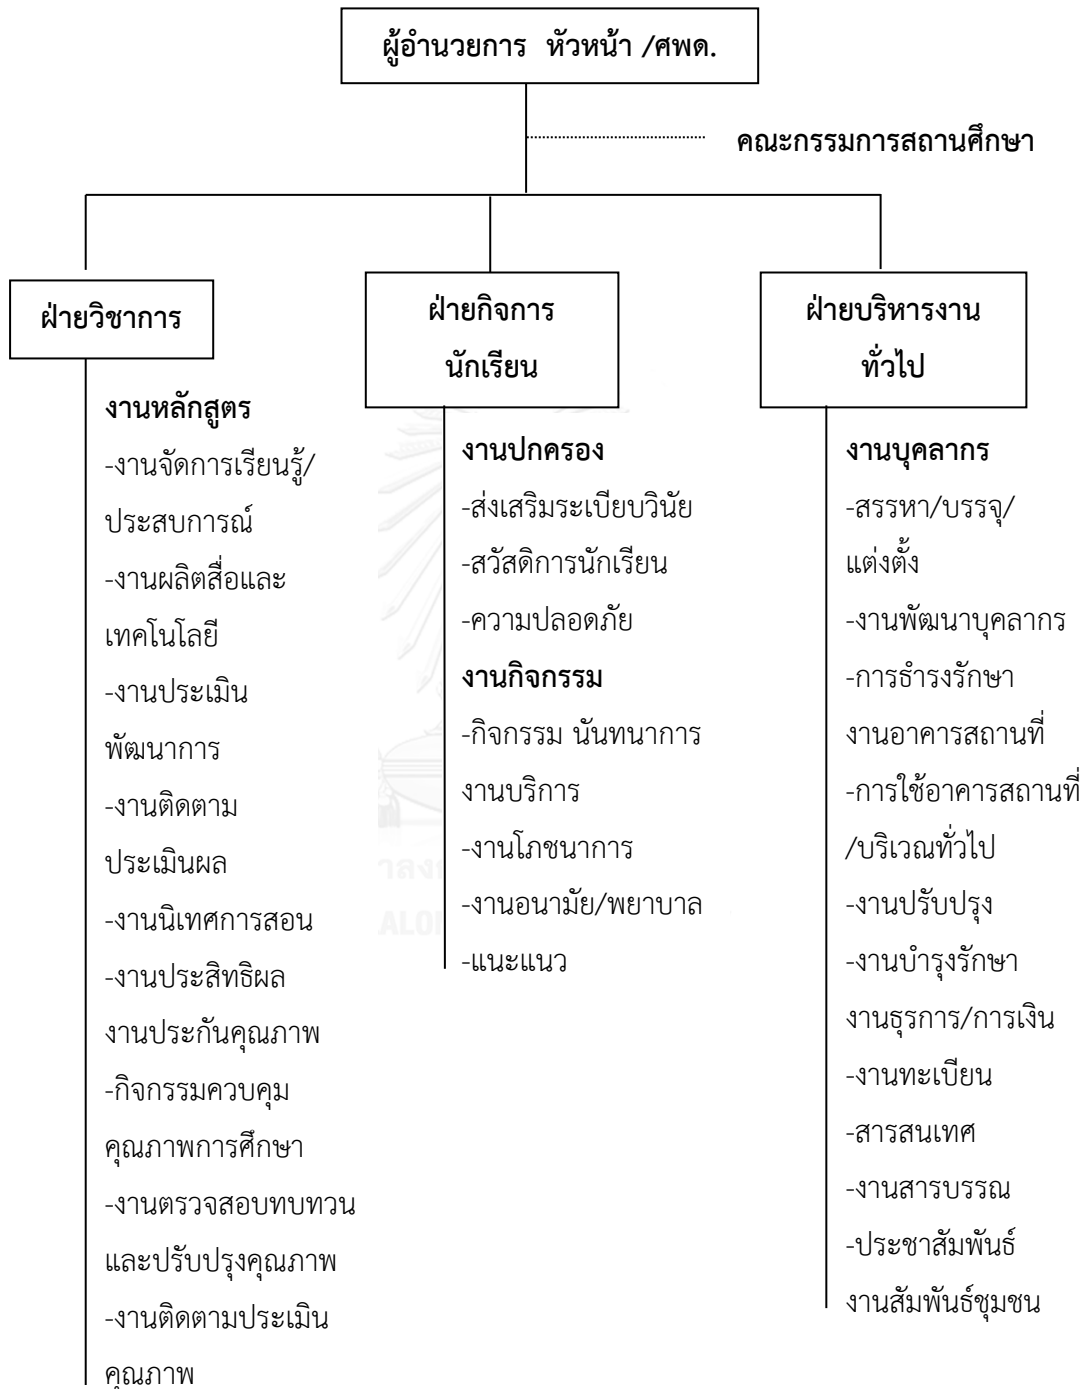 ผู้อำนวยการ  หัวหน้า /ศพด.
คณะกรรมการสถานศึกษา
ฝ่ายวิชาการ
งานหลักสูตร
-งานจัดการเรียนรู้/
ประสบการณ์
-งานผลิตสื่อและ
เทคโนโลยี
-งานประเมิน
พัฒนาการ
-งานติดตาม
ประเมินผล
-งานนิเทศการสอน
-งานประสิทธิผล
งานประกันคุณภาพ
-กิจกรรมควบคุม
คุณภาพการศึกษา
-งานตรวจสอบทบทวน
และปรับปรุงคุณภาพ
-งานติดตามประเมิน
คุณภาพ
ฝ่ายกิจการ
นักเรียน
งานปกครอง
-ส่งเสริมระเบียบวินัย
-สวัสดิการนักเรียน
-ความปลอดภัย
งานกิจกรรม
-กิจกรรม นันทนาการ
งานบริการ
-งานโภชนาการ
-งานอนามัย/พยาบาล
-แนะแนว
ฝ่ายบริหารงาน
ทั่วไป
งานบุคลากร
-สรรหา/บรรจุ/
แต่งตั้ง
-งานพัฒนาบุคลากร
-การธำรงรักษา
งานอาคารสถานที่
-การใช้อาคารสถานที่
/บริเวณทั่วไป
-งานปรับปรุง
-งานบำรุงรักษา
งานธุรการ/การเงิน
-งานทะเบียน
-สารสนเทศ
-งานสารบรรณ
-ประชาสัมพันธ์
งานสัมพันธ์ชุมชน